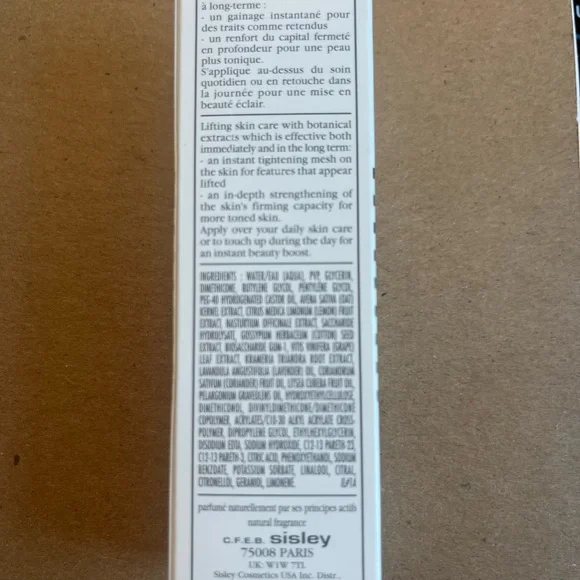 à long-terme :
- un gainage instantané pour
des traits comme retendus
- un renfort du capital fermeté
en profondeur pour une peau
plus tonique.
S'applique au-dessus du soin
quotidien ou en retouche dans
la journée pour une mise en
beauté éclair.
Lifting skin care with botanical
extracts which is effective both
immediately and in the long term:
- an instant tightening mesh on
the skin for features that appear
lifted
- an in-depth strengthening of
the skin's firming capacity for
more toned skin.
Apply over your daily skin care
or to touch up during the day for
an instant beauty boost.
INGREDIENTS : WATER/EAU (AQUA), PVP, GLYCERIN,
DIMETHICONE, BUTYLENE GLYCOL, PENTYLENE GLYCOL,
PEG-40 HYDROGENATED CASTOR OIL, AVENA SATIVA (OAT)
KERNEL EXTRACT, CITRUS MEDICA LIMONUM (LEMON) FRUIT
EXTRACT, NASTURTIUM OFFICINALE EXTRACT, SACCHARIDE
HYDROLYSATE, GOSSYPIUM HERBACEUM (COTTON) SEED
EXTRACT, BIOSACCHARIDE GUM-1, VITIS VINIFERA (GRAPE)
LEAF EXTRACT, KRAMERIA TRIANDRA ROOT EXTRACT,
LAVANDULA ANGUSTIFOLIA (LAVENDER) OIL, CORIANDRUM
SATIVUM (CORIANDER) FRUIT OIL, LITSEA CUBEBA FRUIT OIL,
PELARGONIUM GRAVEOLENS OIL, HYDROXYETHYLCELLULOSE,
DIMETHICONOL, DIVINYLDIMETHICONE/DIMETHICONE
COPOLYMER, ACRYLATES/C10-30 ALKYL ACRYLATE CROSS-
POLYMER, DIPROPYLENE GLYCOL, ETHYLHEXYLGLYCERIN,
DISODIUM EDTA, SODIUM HYDROXIDE, C12-13 PARETH-23,
C12-13 PARETH-3, CITRIC ACID, PHENOXYETHANOL, SODIUM
BENZOATE, POTASSIUM SORBATE, LINALOOL, CITRAL,
CITRONELLOL, GERANIOL, LIMONENE.
parfumé naturellement par ses principes actifs
natural fragrance
C.F.E.B. sisley
75008 PARIS
UK: W1W 7TL
Sisley Cosmetics USA Inc. Distr.,